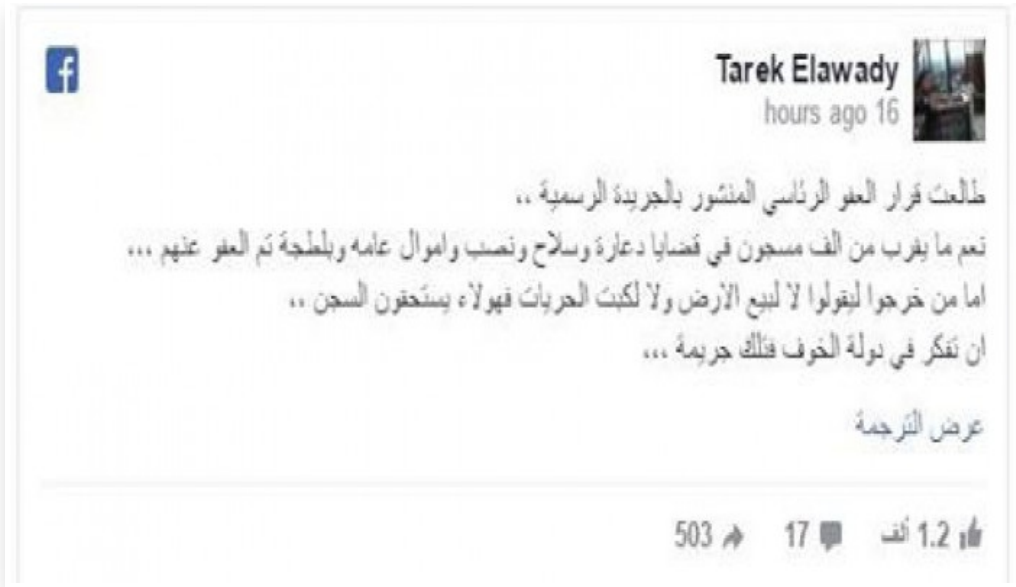 Tarek Elawady
hours ago 16
طالعت قرار العفو الرئاسي المنشور بالجريدة الرسمية ،،
نعم ما يقرب من الف مسجون في قضايا دعارة وسلاح ونصب واموال عامه وبلطجة تم العفو عنهم ،،،
اما من خرجوا ليقولوا لا لبيع الارض ولا لكبت الحريات فهولاء يستحقون السجن ،،
ان تفكر في دولة الخوف فتلك جريمة ،،،
عرض الترجمة
1.2 ألف 17 503